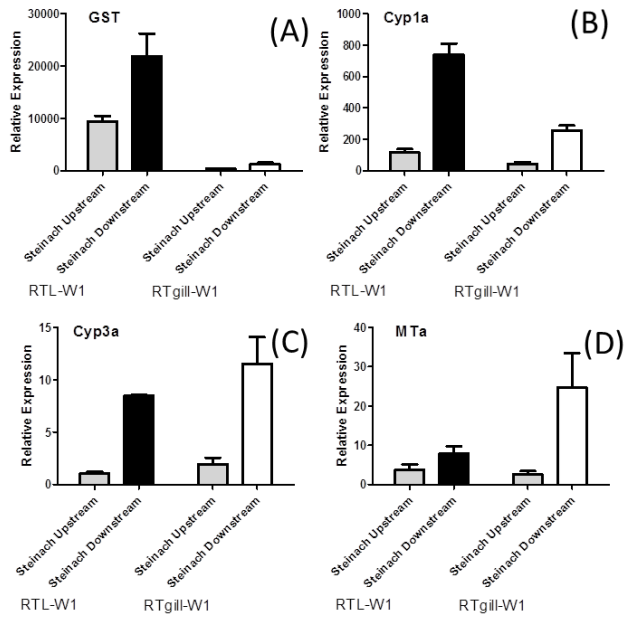 GST
(A)
Relative Expression
30000
20000
10000
0
Steinach Upstream
Steinach Downstream
Steinach Upstream
Steinach Downstream
RTL-W1
RTgill-W1
Cyp1a
(B)
Relative Expression
1000
800
600
400
200
0
Steinach Upstream
Steinach Downstream
Steinach Upstream
Steinach Downstream
RTL-W1
RTgill-W1
Cyp3a
(C)
Relative Expression
15
10
5
0
Steinach Upstream
Steinach Downstream
Steinach Upstream
Steinach Downstream
RTL-W1
RTgill-W1
MTa
(D)
Relative Expression
40
30
20
10
0
Steinach Upstream
Steinach Downstream
Steinach Upstream
Steinach Downstream
RTL-W1
RTgill-W1